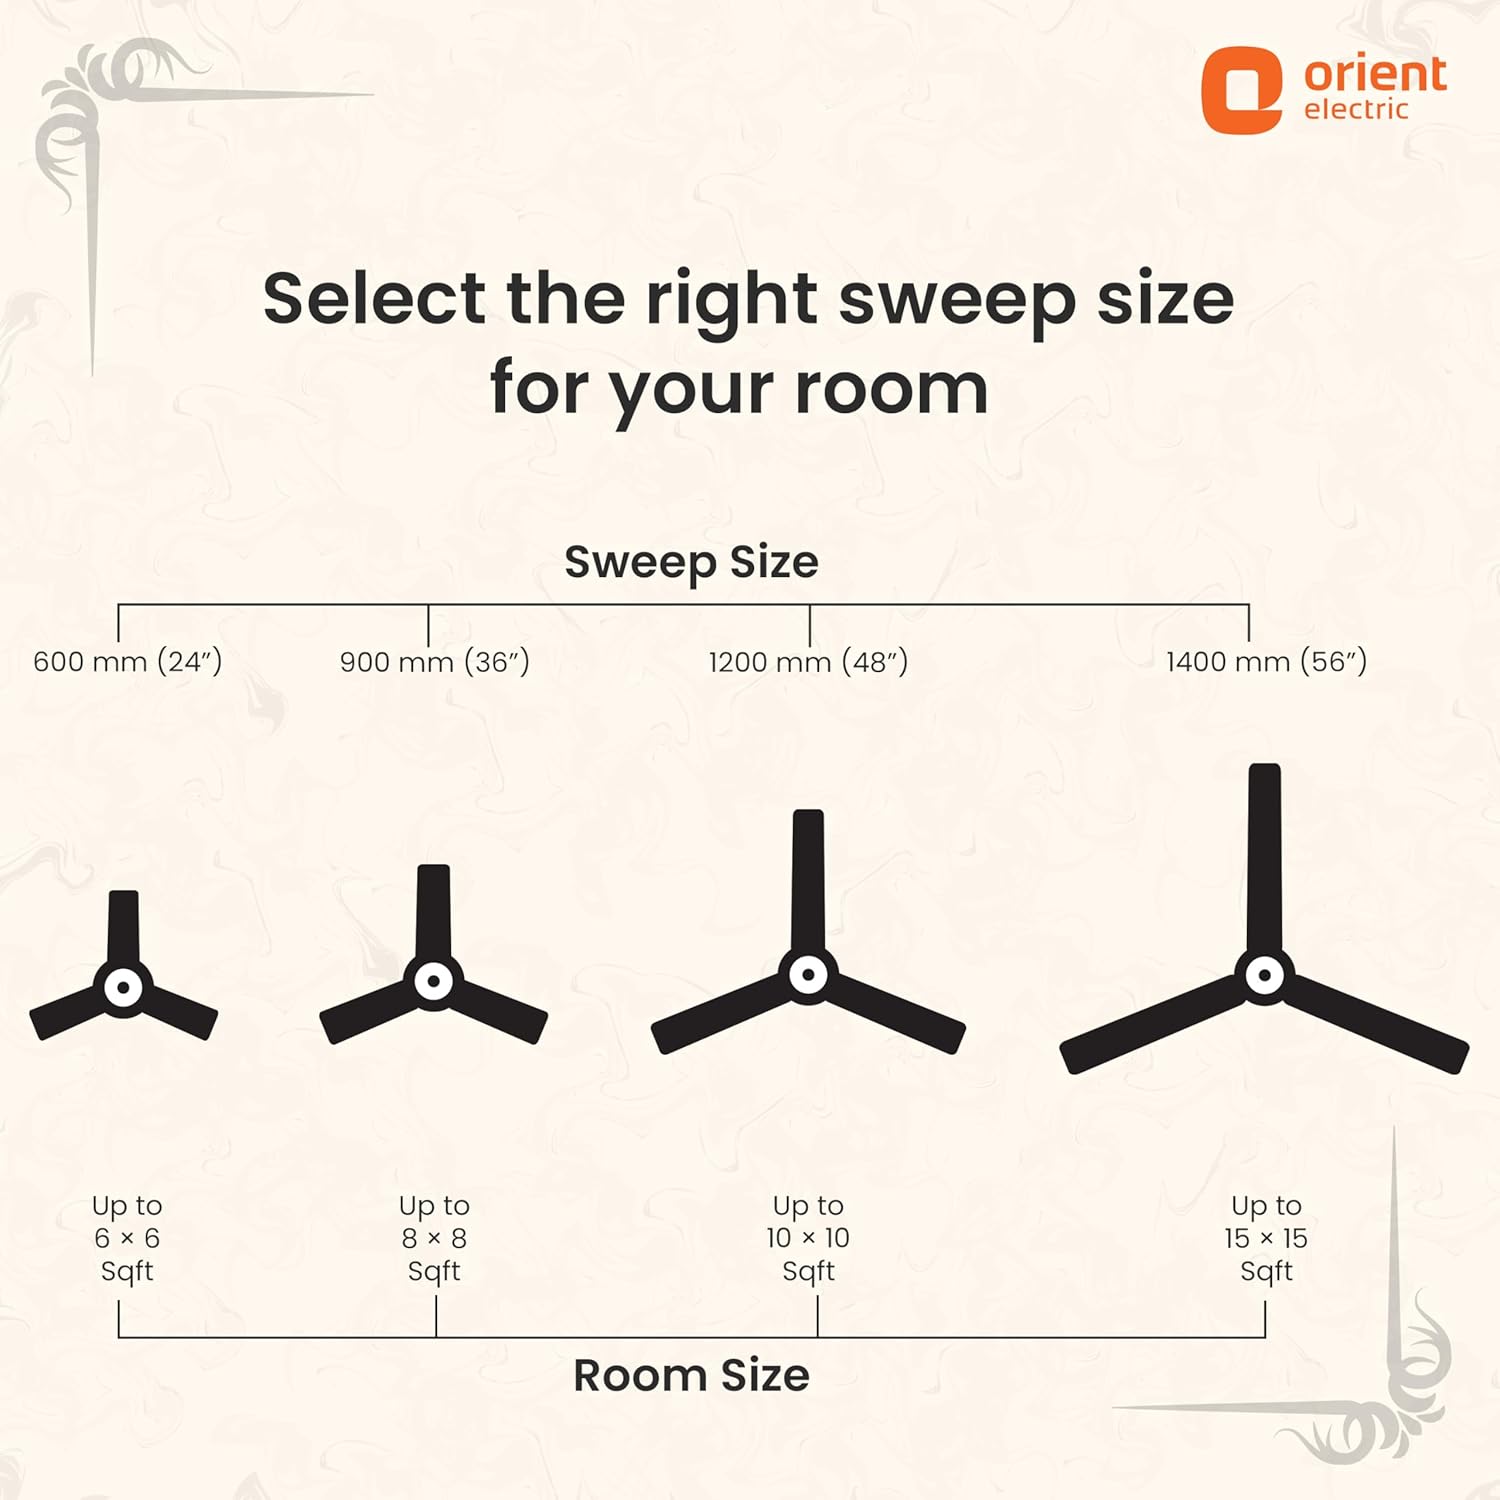 orient
electric
Select the right sweep size
for your room
Sweep Size
600 mm (24”)
900 mm (36”)
1200 mm (48”)
1400 mm (56”)
Up to
6 × 6
Sqft
Up to
8 × 8
Sqft
Up to
10 × 10
Sqft
Up to
15 × 15
Sqft
Room Size